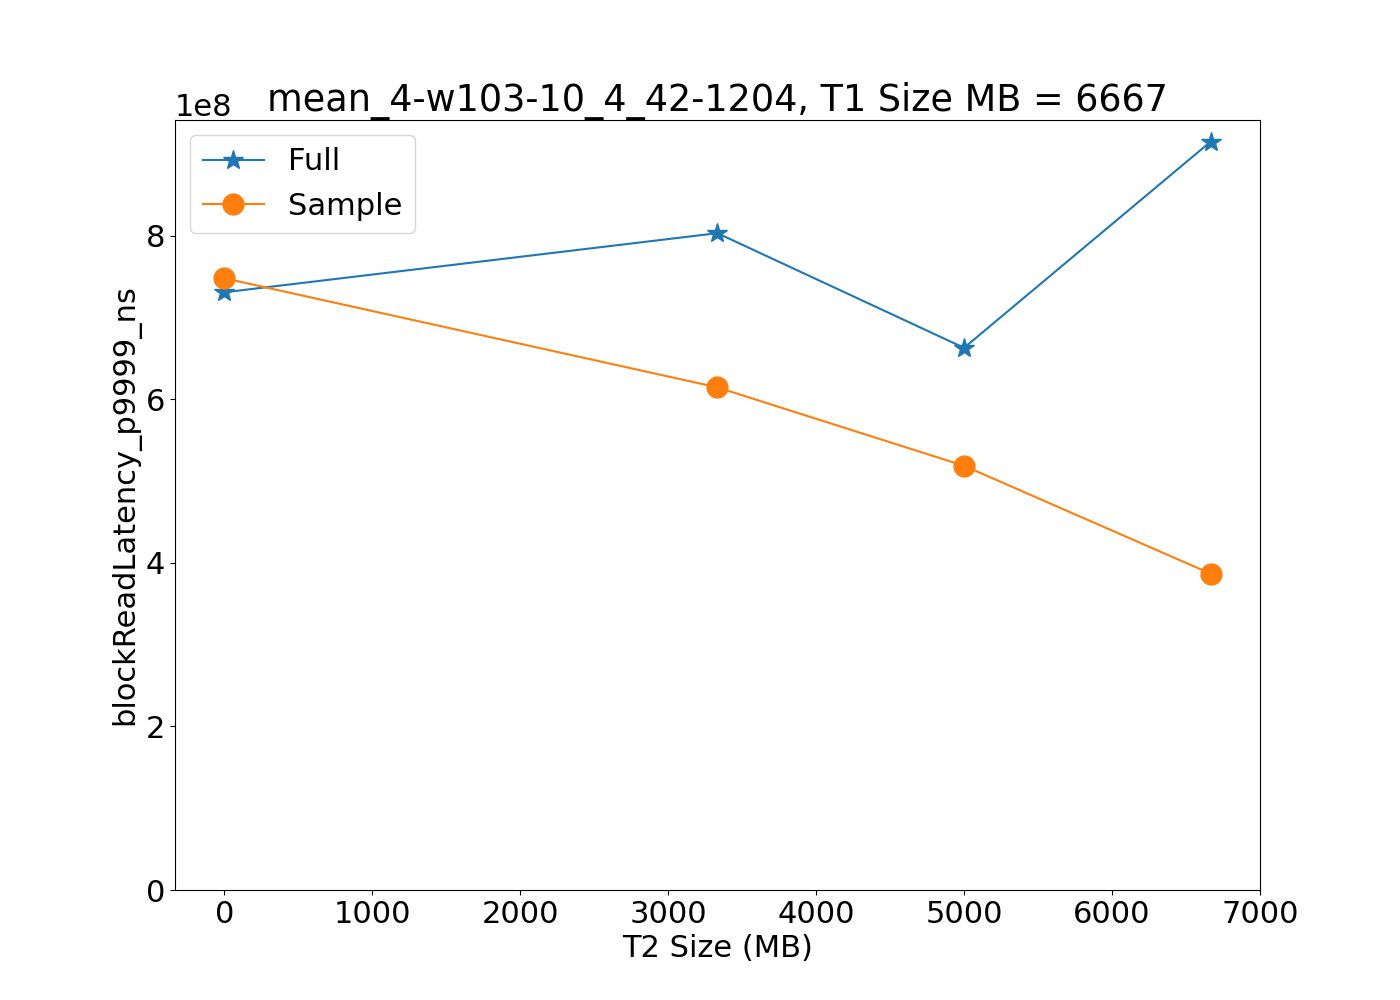 1e8
mean_4-w103-10_4_42-1204, T1 Size MB = 6667
Full
Sample
8
6
4
2
0
blockReadLatency_p9999_ns
0 1000 2000 3000 4000 5000 6000 7000
T2 Size (MB)